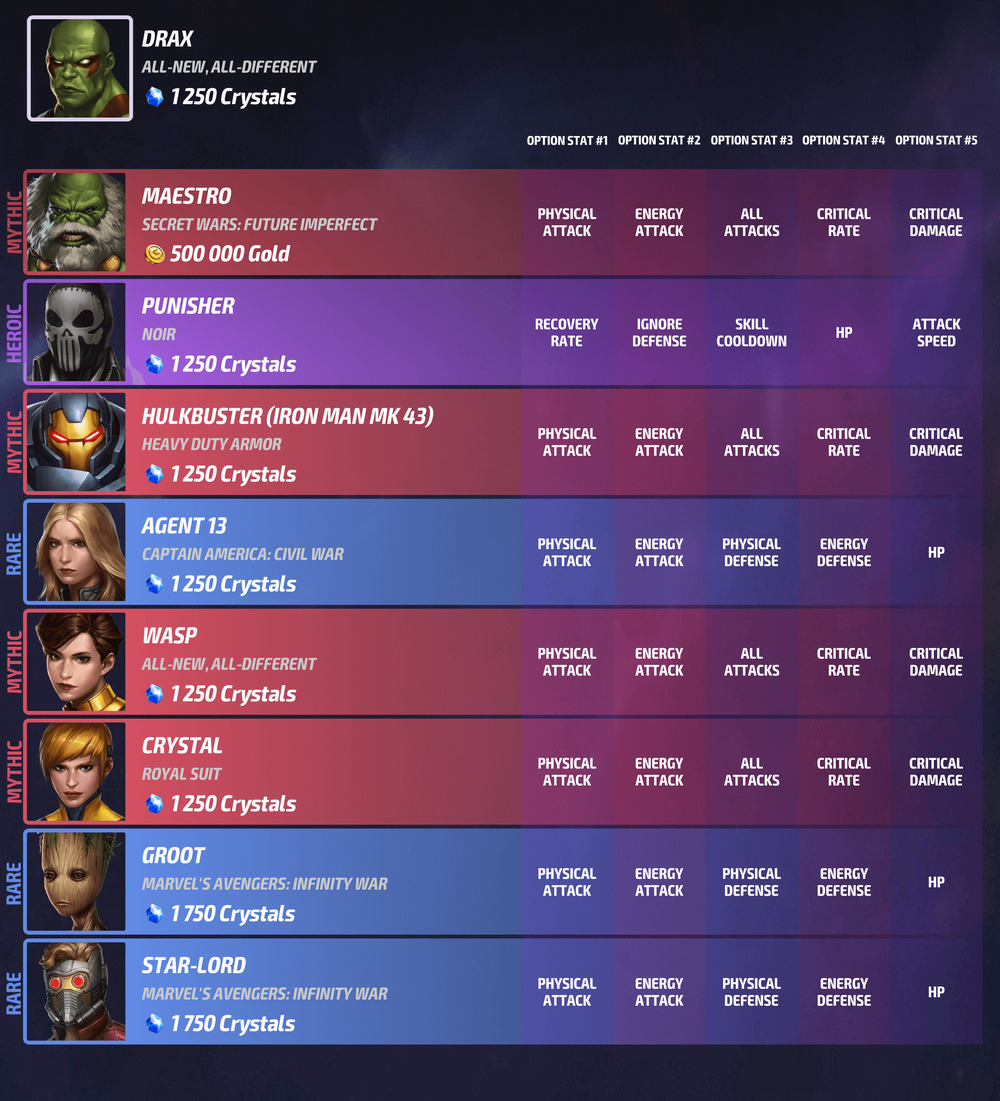 DRAX
ALL-NEW, ALL-DIFFERENT
1 250 Crystals
OPTION STAT #1 OPTION STAT #2 OPTION STAT #3 OPTION STAT #4 OPTION STAT #5
MYTHIC
MAESTRO
SECRET WARS: FUTURE IMPERFECT
500 000 Gold
PHYSICAL ATTACK ENERGY ATTACK ALL ATTACKS CRITICAL RATE CRITICAL DAMAGE
HEROIC
PUNISHER
NOIR
1 250 Crystals
RECOVERY RATE IGNORE DEFENSE SKILL COOLDOWN HP ATTACK SPEED
MYTHIC
HULKBUSTER (IRON MAN MK 43)
HEAVY DUTY ARMOR
1 250 Crystals
PHYSICAL ATTACK ENERGY ATTACK ALL ATTACKS CRITICAL RATE CRITICAL DAMAGE
RARE
AGENT 13
CAPTAIN AMERICA: CIVIL WAR
1 250 Crystals
PHYSICAL ATTACK ENERGY ATTACK PHYSICAL DEFENSE ENERGY DEFENSE HP
MYTHIC
WASP
ALL-NEW, ALL-DIFFERENT
1 250 Crystals
PHYSICAL ATTACK ENERGY ATTACK ALL ATTACKS CRITICAL RATE CRITICAL DAMAGE
MYTHIC
CRYSTAL
ROYAL SUIT
1 250 Crystals
PHYSICAL ATTACK ENERGY ATTACK ALL ATTACKS CRITICAL RATE CRITICAL DAMAGE
RARE
GROOT
MARVEL'S AVENGERS: INFINITY WAR
1 750 Crystals
PHYSICAL ATTACK ENERGY ATTACK PHYSICAL DEFENSE ENERGY DEFENSE HP
RARE
STAR-LORD
MARVEL'S AVENGERS: INFINITY WAR
1 750 Crystals
PHYSICAL ATTACK ENERGY ATTACK PHYSICAL DEFENSE ENERGY DEFENSE HP